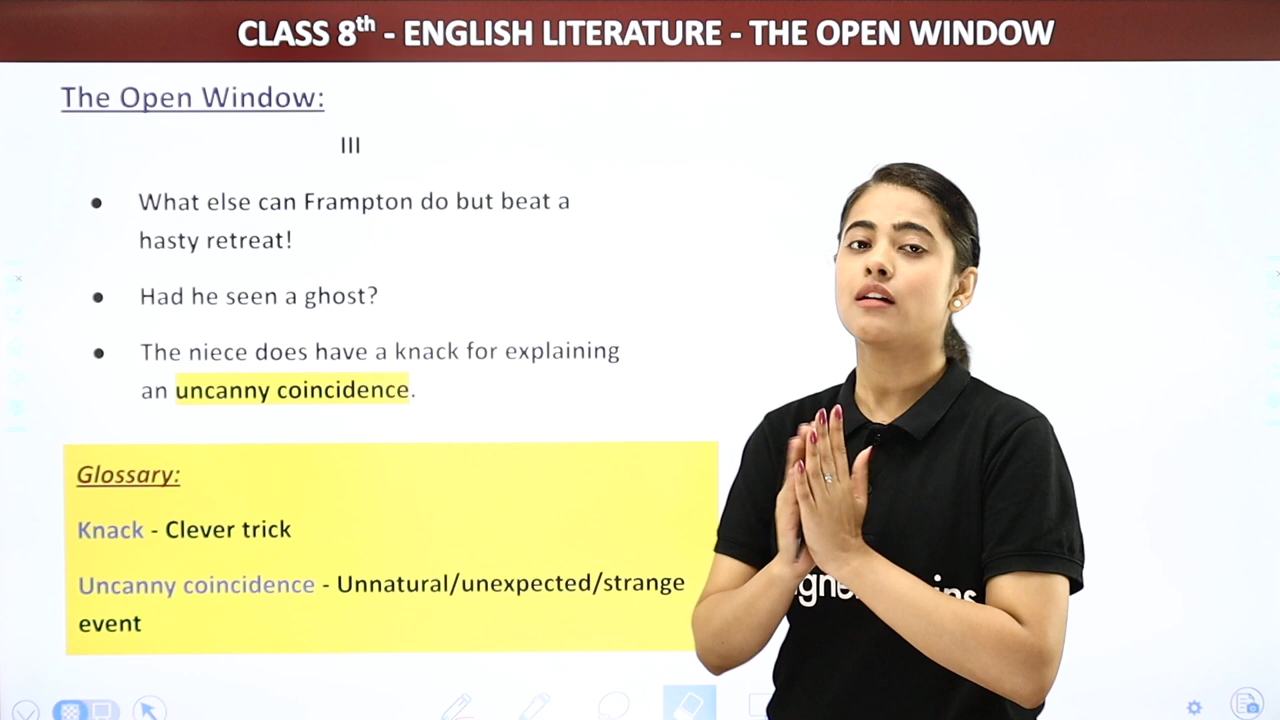 CLASS 8th - ENGLISH LITERATURE - THE OPEN WINDOW
The Open Window:
III
● What else can Frampton do but beat a
hasty retreat!
● Had he seen a ghost?
● The niece does have a knack for explaining
an uncanny coincidence.
Glossary:
Knack - Clever trick
Uncanny coincidence - Unnatural/unexpected/strange
event